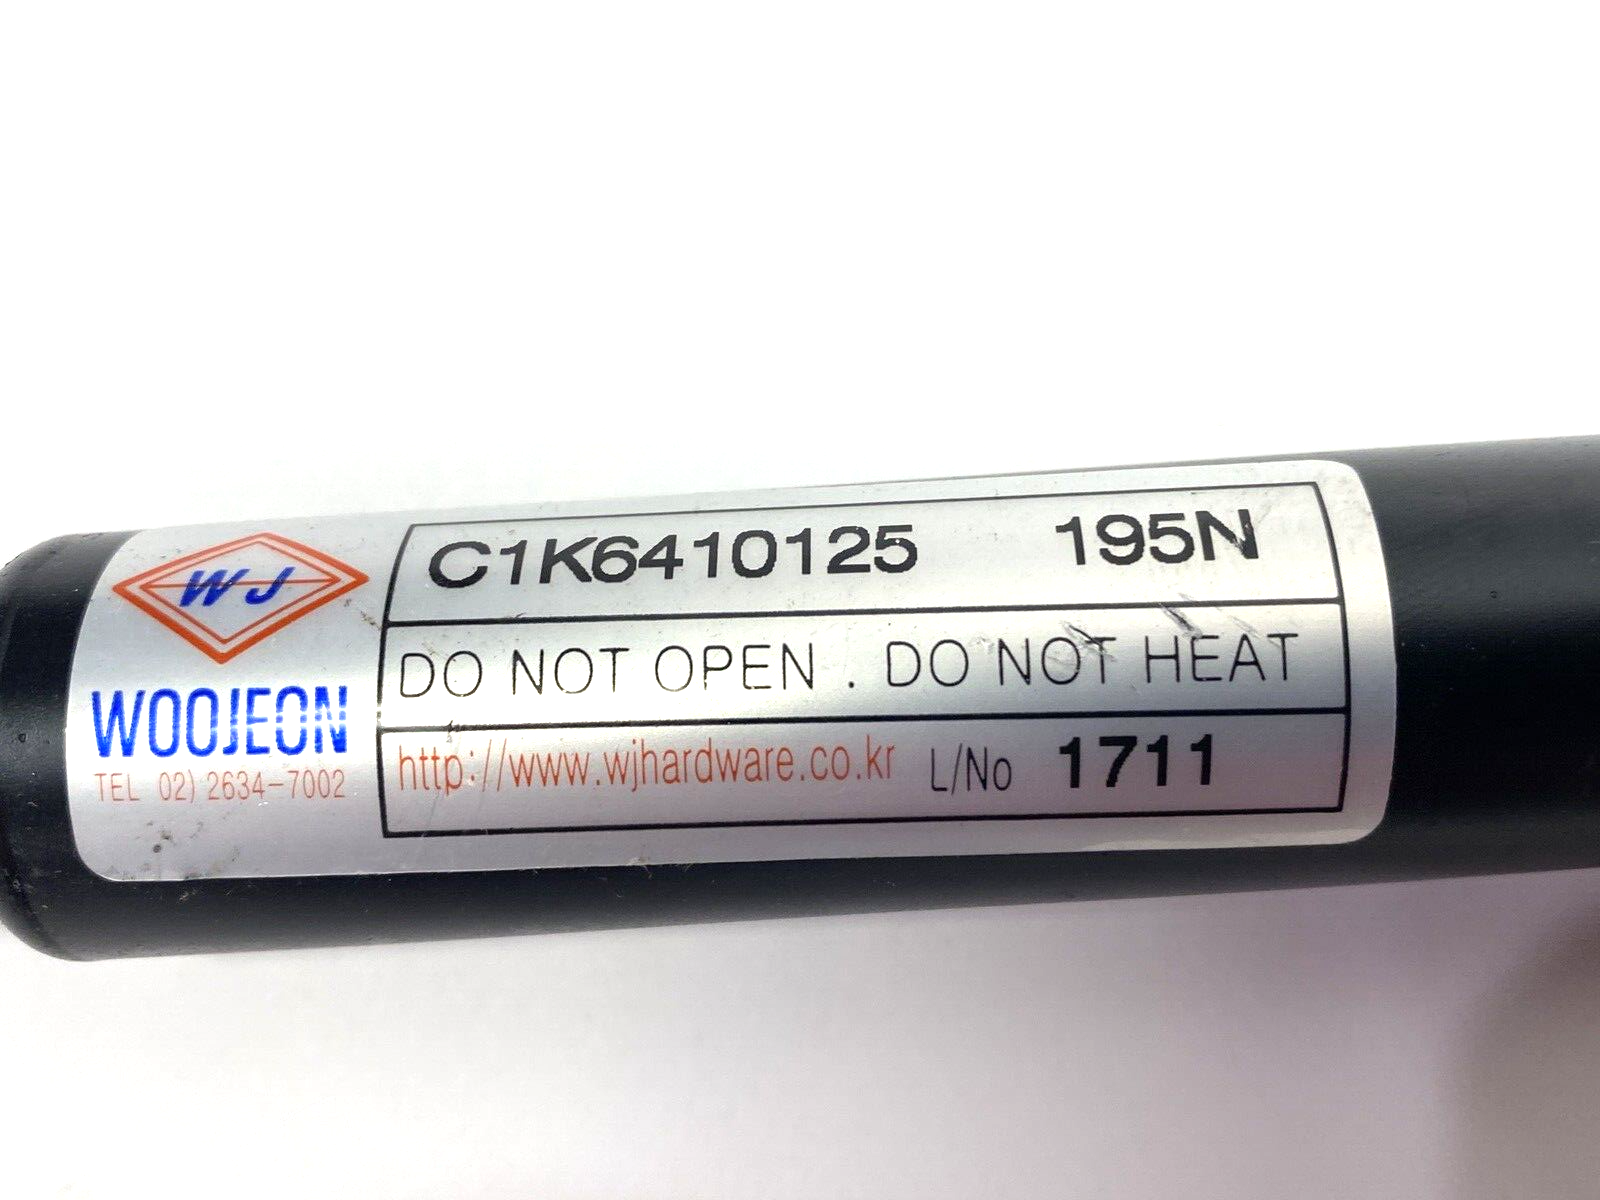 WJ
WOOJEON
TEL 02) 2634-7002
C1K6410125 195N
DO NOT OPEN . DO NOT HEAT
http://www.wjhardware.co.kr L/No 1711